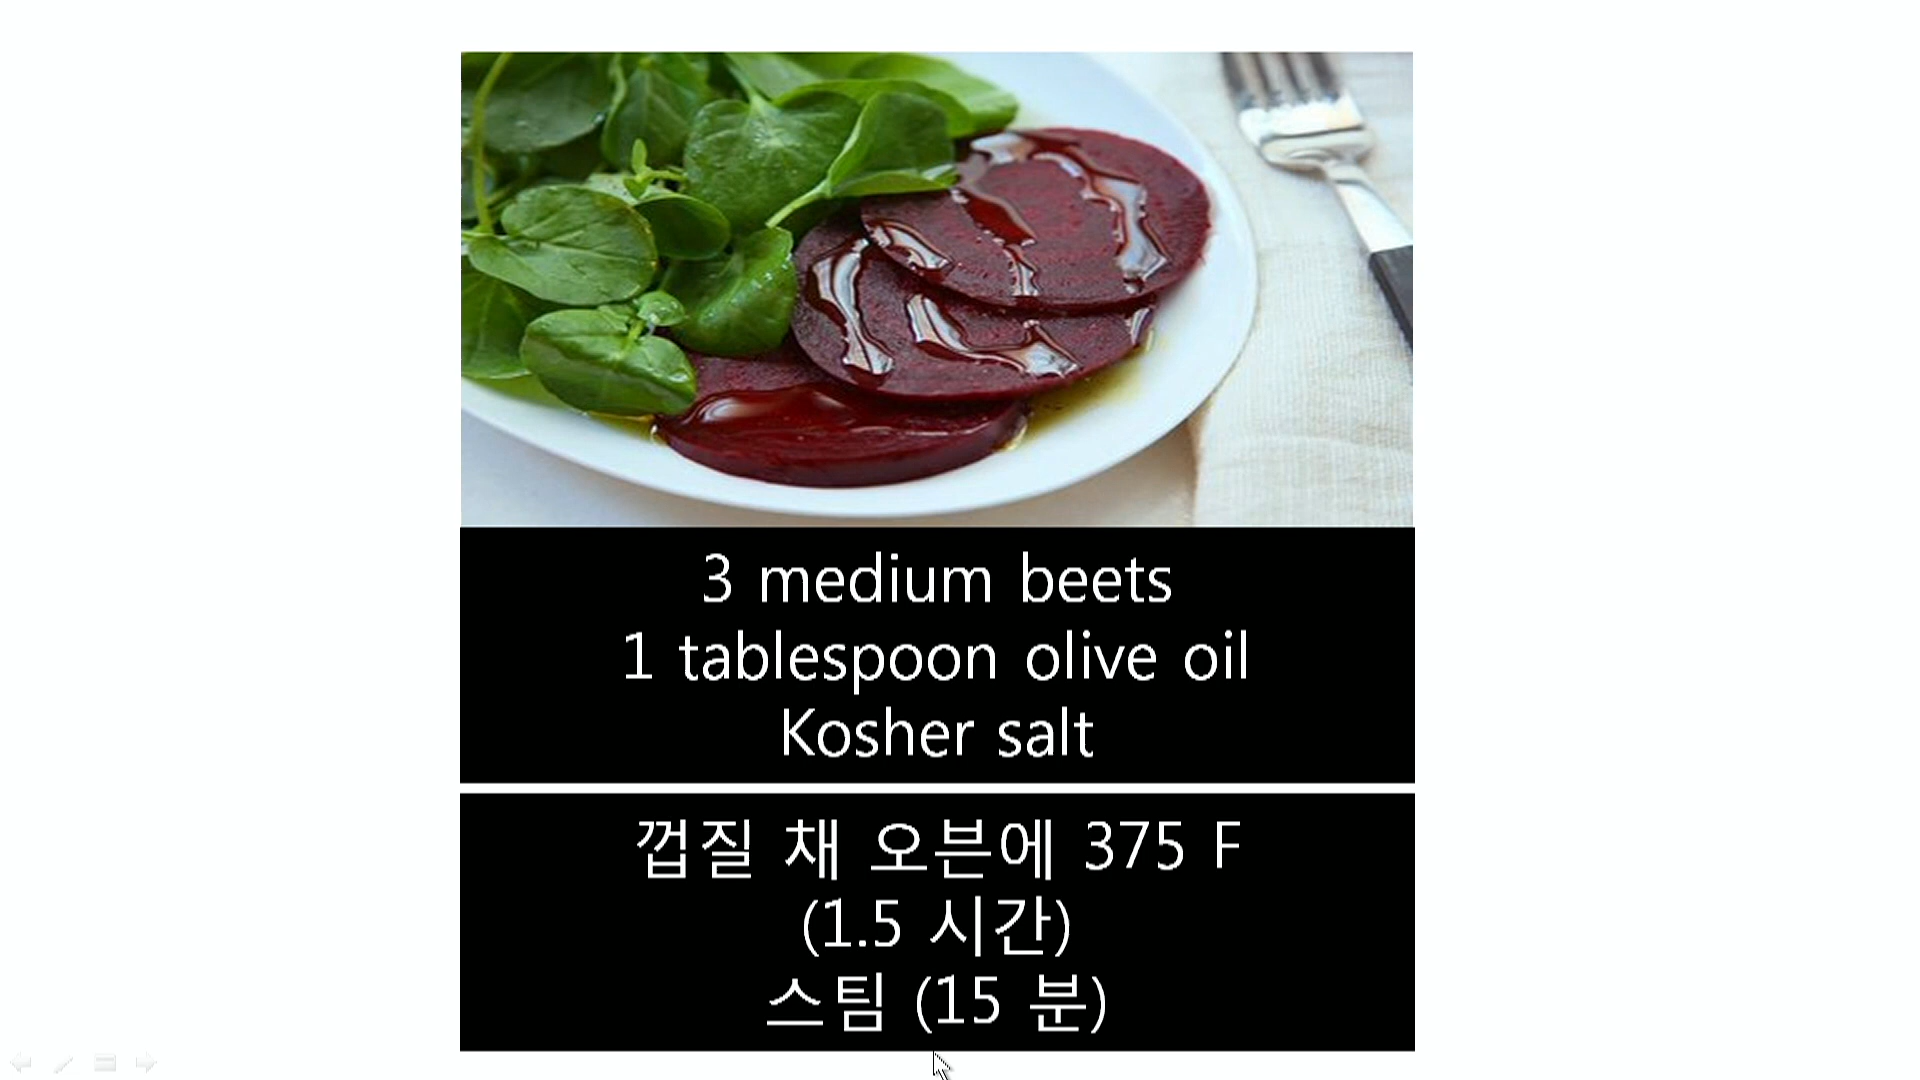 3 medium beets
1 tablespoon olive oil
Kosher salt
껍질 채 오븐에 375 F
(1.5 시간)
스팀 (15 분)